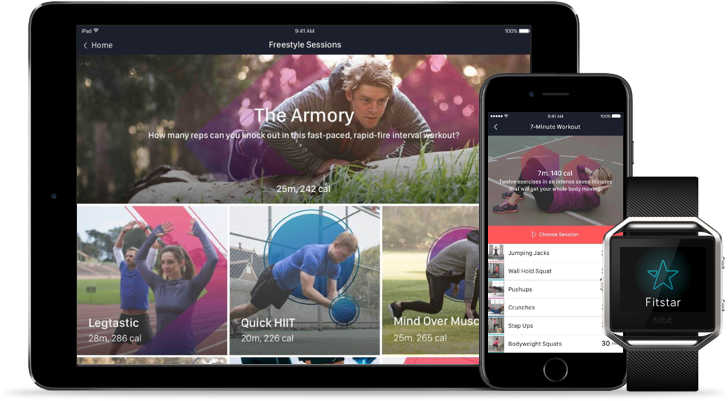 iPad
9:41 AM
100%
Home
Freestyle Sessions
The Armory
How many reps can you knock out in this fast-paced, rapid-fire interval workout?
25m, 242 cal
Legtastic
28m, 286 cal
Quick HIIT
20m, 226 cal
Mind Over Musc
25m, 265 cal
9:41 AM
100%
7-Minute Workout
7m, 140 cal
Twelve exercises in an intense seven minutes
that will get your whole body moving.
Choose Session
Jumping Jacks
Wall Hold Squat
Pushups
Crunches
Step Ups
Bodyweight Squats
30
Fitstar
fitbit